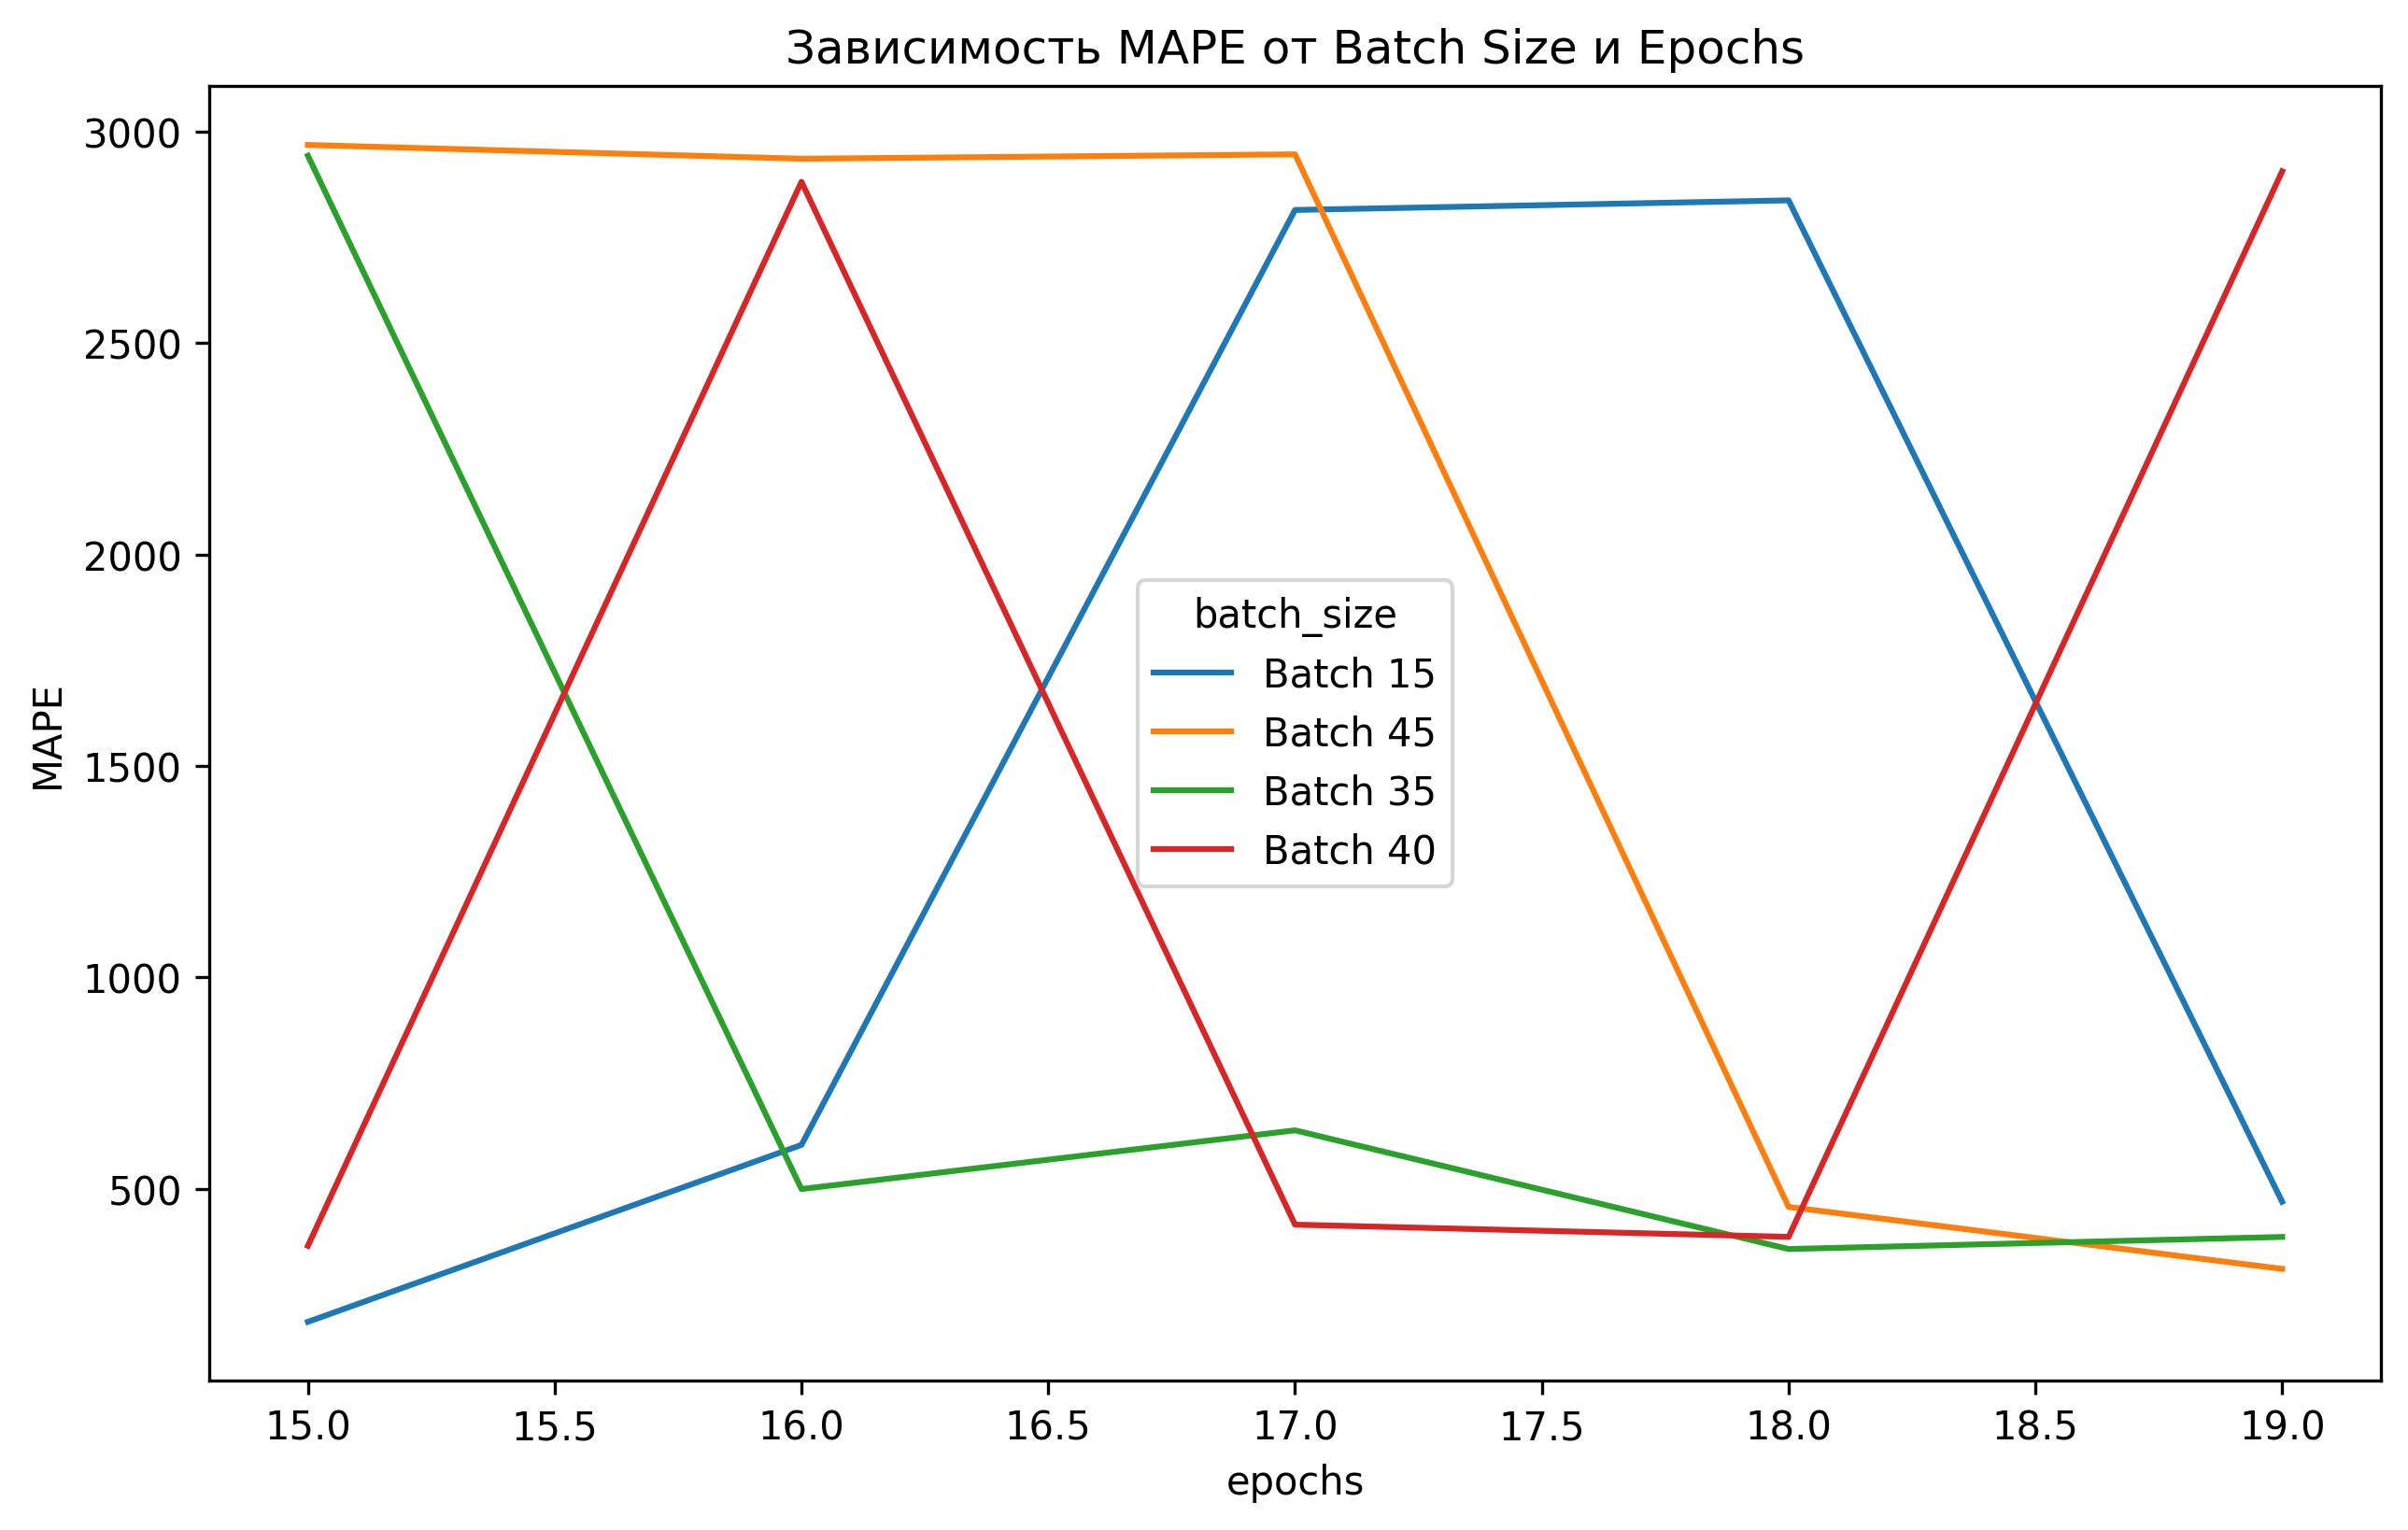 Зависимость MAPE от Batch Size и Epochs
3000
2500
2000
1500
1000
500
MAPE
batch_size
Batch 15
Batch 45
Batch 35
Batch 40
15.0 15.5 16.0 16.5 17.0 17.5 18.0 18.5 19.0
epochs